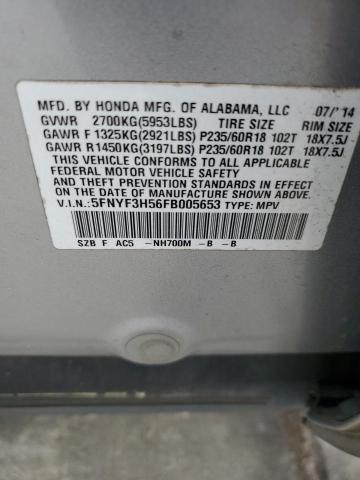 MFD. BY HONDA MFG. OF ALABAMA, LLC 07/'14
GVWR 2700KG(5953LBS) TIRE SIZE RIM SIZE
GAWR F 1325KG(2921LBS) P235/60R18 102T 18X7.5J
GAWR R1450KG(3197LBS) P235/60R18 102T 18X7.5J
THIS VEHICLE CONFORMS TO ALL APPLICABLE
FEDERAL MOTOR VEHICLE SAFETY STANDARDS IN EFFECT
ON THE DATE OF MANUFACTURE SHOWN ABOVE.
V.I.N.: 5FNYF3H56FB005653 TYPE: MPV
SZB F AC5 -NH700M -B -B